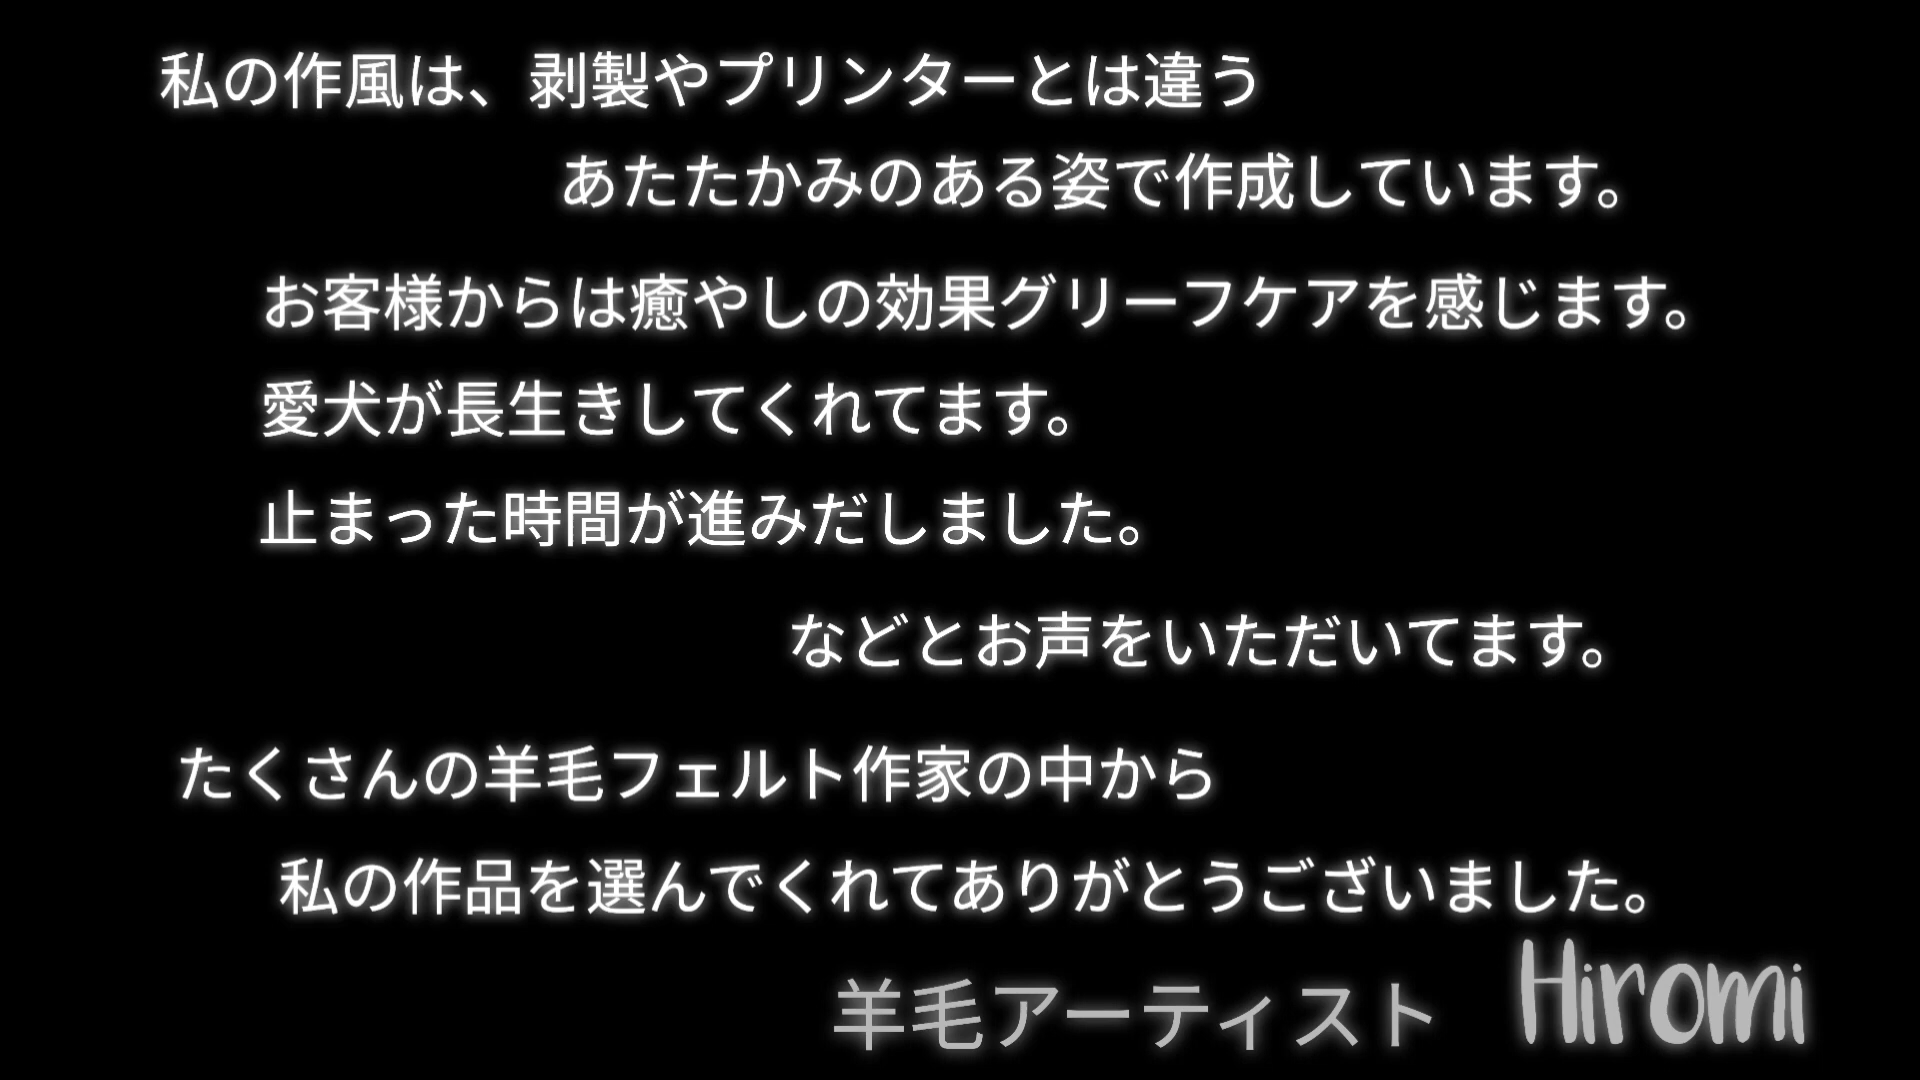 私の作風は、剥製やプリンターとは違う
あたたかみのある姿で作成しています。
お客様からは癒やしの効果グリーフケアを感じます。
愛犬が長生きしてくれてます。
止まった時間が進みだしました。
などとお声をいただいてます。
たくさんの羊毛フェルト作家の中から
私の作品を選んでくれてありがとうございました。
羊毛アーティスト Hiromi